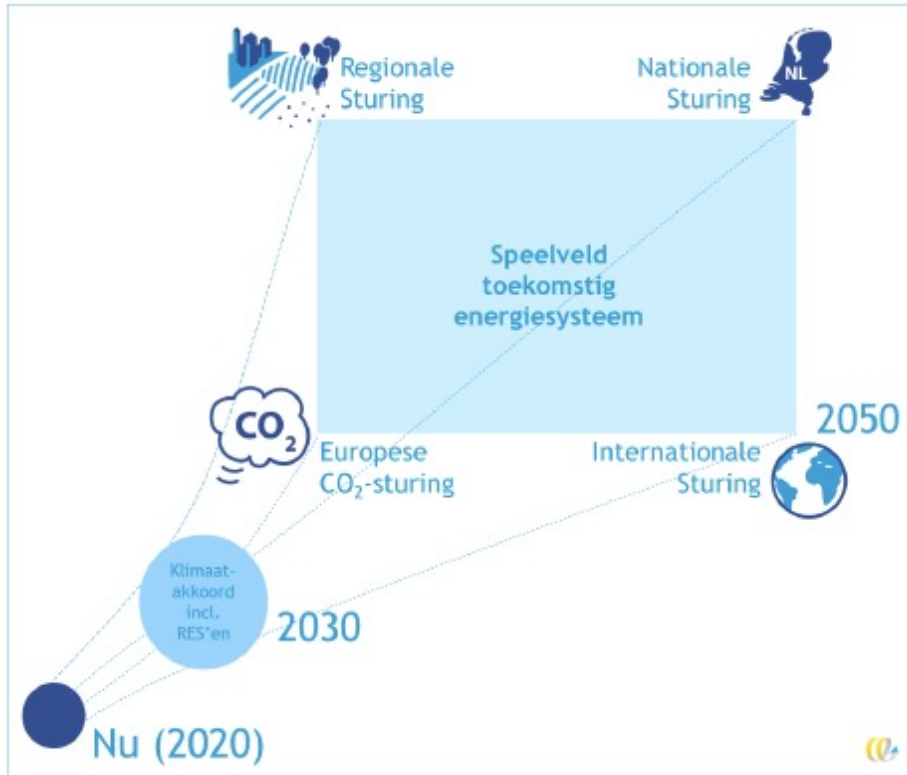 Regionale
Sturing
Nationale
Sturing
NL
Speelveld
toekomstig
energiesysteem
CO₂
2050
Europese
CO₂-sturing
Internationale
Sturing
Klimaat-
akkoord
incl.
RES'en
2030
Nu (2020)